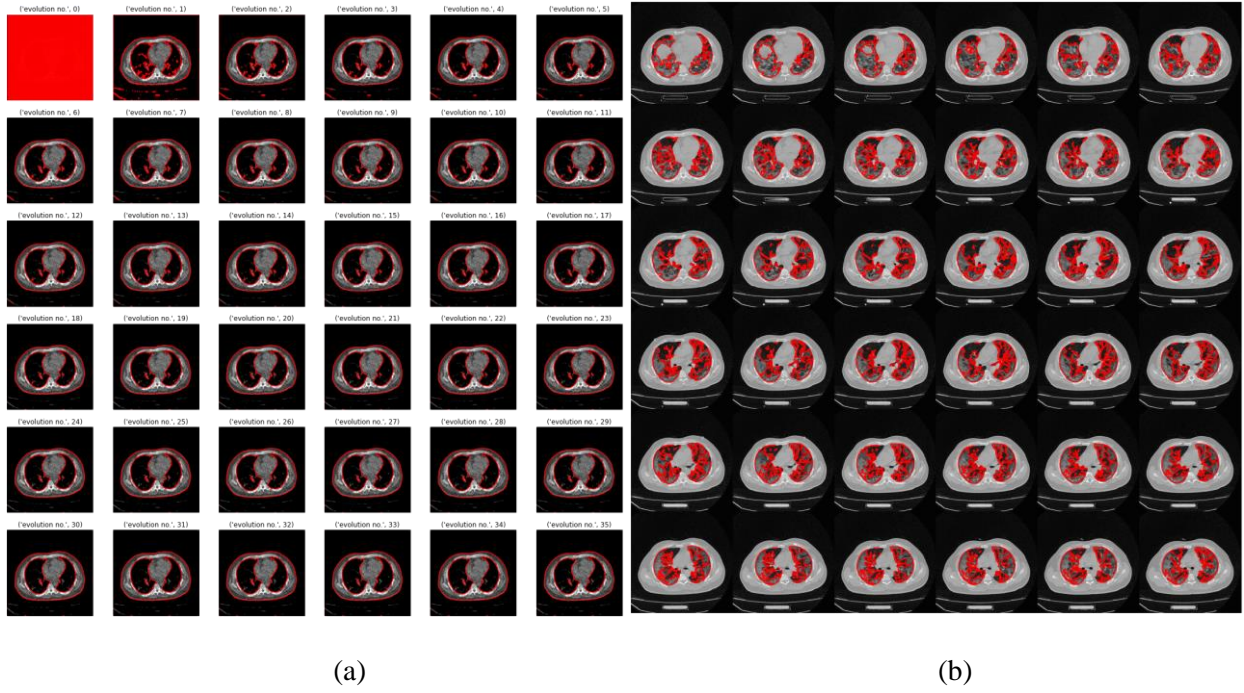 ('evolution no.', 0) ('evolution no.', 1) ('evolution no.', 2) ('evolution no.', 3) ('evolution no.', 4) ('evolution no.', 5)
('evolution no.', 6) ('evolution no.', 7) ('evolution no.', 8) ('evolution no.', 9) ('evolution no.', 10) ('evolution no.', 11)
('evolution no.', 12) ('evolution no.', 13) ('evolution no.', 14) ('evolution no.', 15) ('evolution no.', 16) ('evolution no.', 17)
('evolution no.', 18) ('evolution no.', 19) ('evolution no.', 20) ('evolution no.', 21) ('evolution no.', 22) ('evolution no.', 23)
('evolution no.', 24) ('evolution no.', 25) ('evolution no.', 26) ('evolution no.', 27) ('evolution no.', 28) ('evolution no.', 29)
('evolution no.', 30) ('evolution no.', 31) ('evolution no.', 32) ('evolution no.', 33) ('evolution no.', 34) ('evolution no.', 35)
(a) (b)